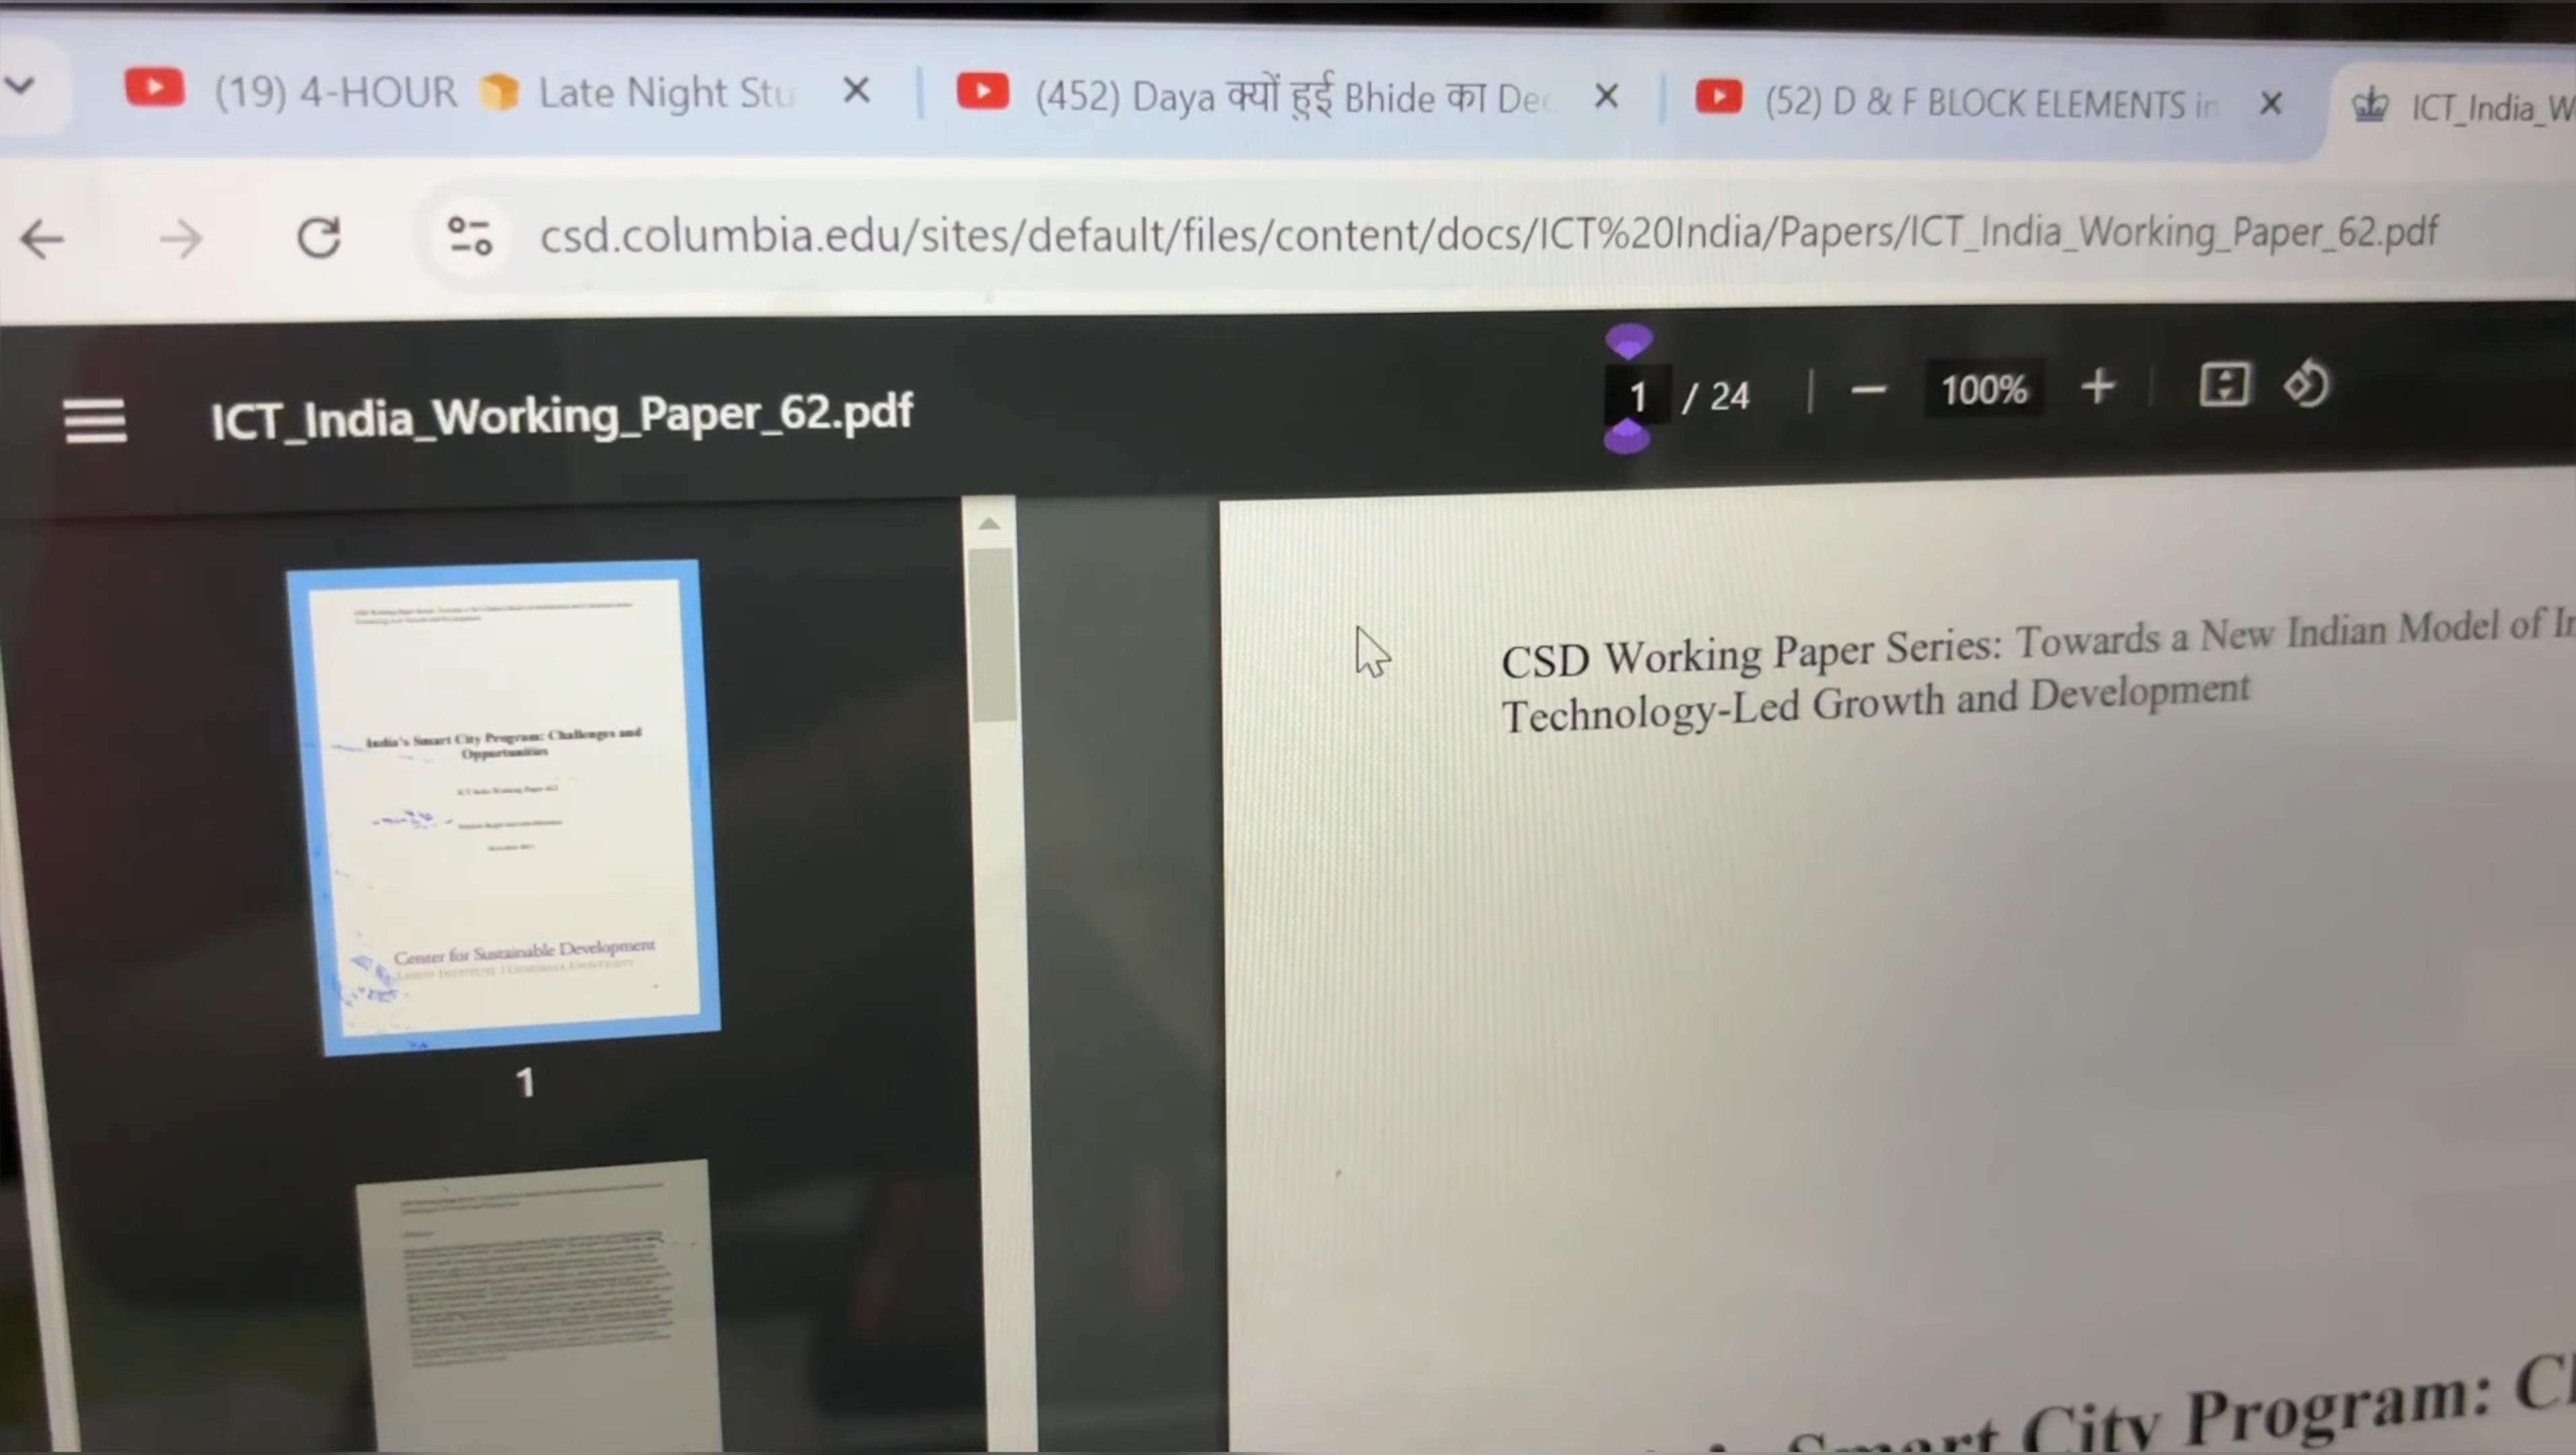 (19) 4-HOUR 🍞 Late Night Stu
(452) Daya क्यों हुई Bhide का Dec
(52) D & F BLOCK ELEMENTS in
ICT_India_W
csd.columbia.edu/sites/default/files/content/docs/ICT%20India/Papers/ICT_India_Working_Paper_62.pdf
ICT_India_Working_Paper_62.pdf
1 / 24
100%
India's Smart City Program: Challenges and
Opportunities
Center for Sustainable Development
1
CSD Working Paper Series: Towards a New Indian Model of In
Technology-Led Growth and Development
Smart City Program: Ch